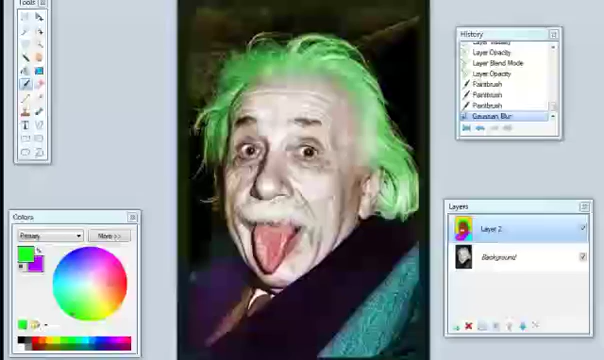 Tools
History
Layer Opacity
Layer Blend Mode
Layer Opacity
Paintbrush
Paintbrush
Paintbrush
Gaussian Blur
Colors
Primary
More >>
Layers
Layer 2
Background